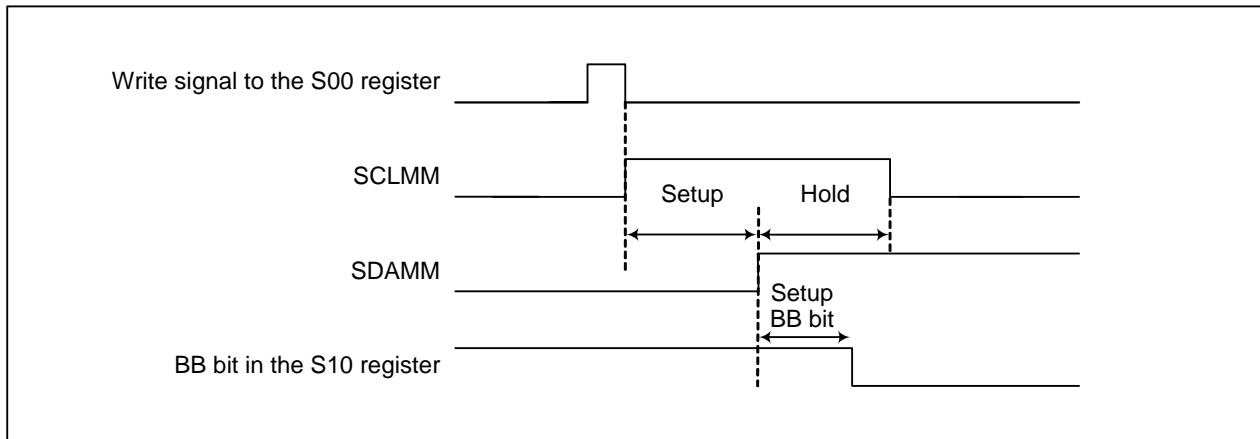 Write signal to the S00 register
SCLMM
Setup
Hold
SDAMM
Setup
BB bit
BB bit in the S10 register